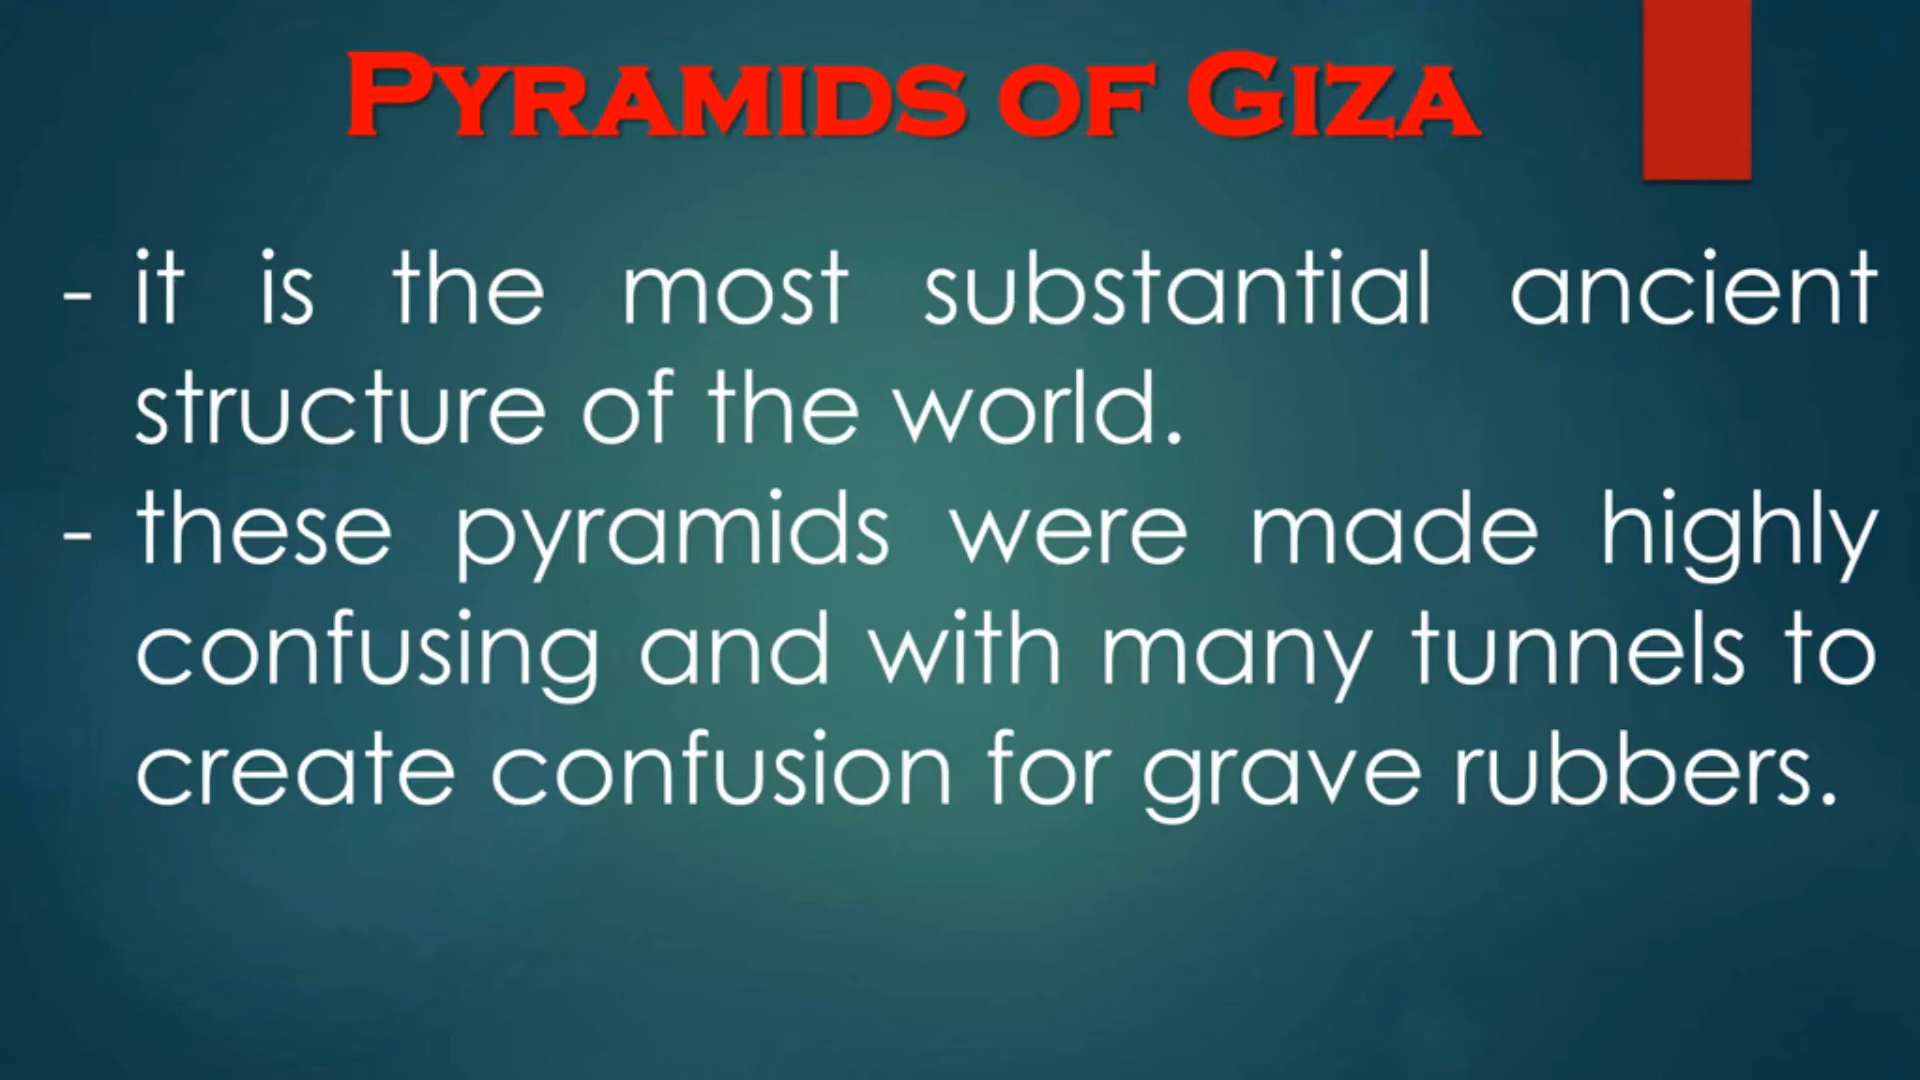 PYRAMIDS OF GIZA
- it is the most substantial ancient
structure of the world.
- these pyramids were made highly
confusing and with many tunnels to
create confusion for grave rubbers.